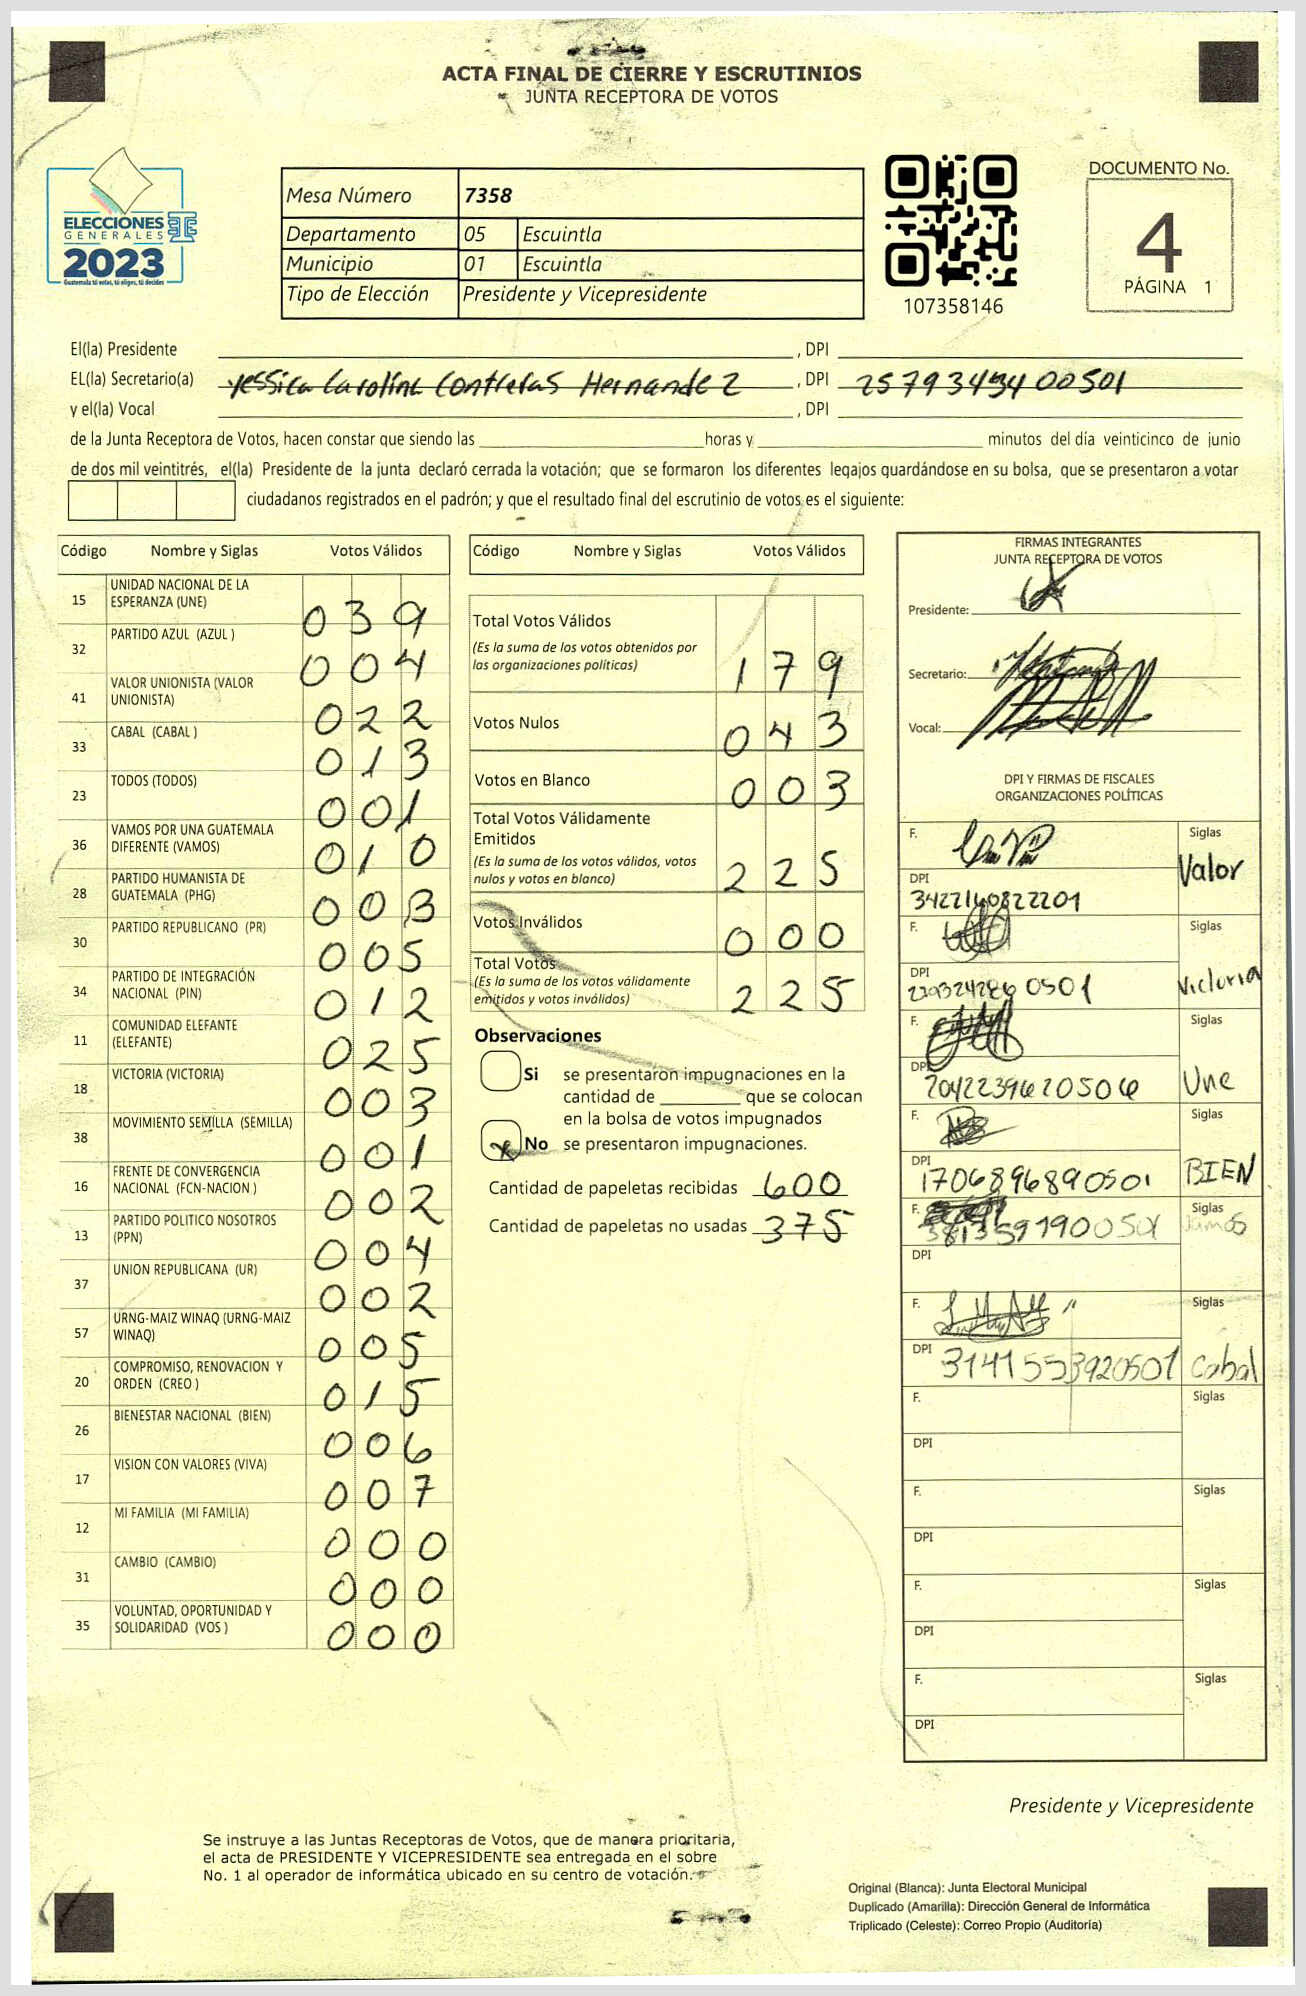 ACTA FINAL DE CIERRE Y ESCRUTINIOS
JUNTA RECEPTORA DE VOTOS
ELECCIONES
GENERALES
2023
Guatemala tú votas, tú eliges, tú decides
Mesa Número 7358
Departamento 05 Escuintla
Municipio 01 Escuintla
Tipo de Elección Presidente y Vicepresidente
107358146
DOCUMENTO No.
4
PÁGINA 1
El(la) Presidente , DPI
EL(la) Secretario(a) Yessica Carolina Contreras Hernandez , DPI
y el(la) Vocal , DPI
de la Junta Receptora de Votos, hacen constar que siendo las horas y minutos del día veinticinco de junio
de dos mil veintitrés, el(la) Presidente de la junta declaró cerrada la votación; que se formaron los diferentes legajos guardándose en su bolsa, que se presentaron a votar
ciudadanos registrados en el padrón; y que el resultado final del escrutinio de votos es el siguiente:
Código Nombre y Siglas Votos Válidos
15 UNIDAD NACIONAL DE LA ESPERANZA (UNE) 039
32 PARTIDO AZUL (AZUL ) 004
41 VALOR UNIONISTA (VALOR UNIONISTA) 022
33 CABAL (CABAL ) 013
23 TODOS (TODOS) 001
36 VAMOS POR UNA GUATEMALA DIFERENTE (VAMOS) 010
28 PARTIDO HUMANISTA DE GUATEMALA (PHG) 003
30 PARTIDO REPUBLICANO (PR) 005
34 PARTIDO DE INTEGRACIÓN NACIONAL (PIN) 012
11 COMUNIDAD ELEFANTE (ELEFANTE) 025
18 VICTORIA (VICTORIA) 003
38 MOVIMIENTO SEMILLA (SEMILLA) 001
16 FRENTE DE CONVERGENCIA NACIONAL (FCN-NACION ) 002
13 PARTIDO POLITICO NOSOTROS (PPN) 004
37 UNION REPUBLICANA (UR) 002
57 URNG-MAIZ WINAQ (URNG-MAIZ WINAQ) 005
20 COMPROMISO, RENOVACION Y ORDEN (CREO ) 015
26 BIENESTAR NACIONAL (BIEN) 006
17 VISION CON VALORES (VIVA) 007
12 MI FAMILIA (MI FAMILIA) 000
31 CAMBIO (CAMBIO) 000
35 VOLUNTAD, OPORTUNIDAD Y SOLIDARIDAD (VOS ) 000
Código Nombre y Siglas Votos Válidos
Total Votos Válidos 179
(Es la suma de los votos obtenidos por
las organizaciones políticas)
Votos Nulos 043
Votos en Blanco 003
Total Votos Válidamente
Emitidos 225
(Es la suma de los votos válidos, votos
nulos y votos en blanco)
Votos Inválidos 000
Total Votos 225
(Es la suma de los votos válidamente
emitidos y votos inválidos)
Observaciones
Si se presentaron impugnaciones en la
cantidad de que se colocan
en la bolsa de votos impugnados
x No se presentaron impugnaciones.
Cantidad de papeletas recibidas 600
Cantidad de papeletas no usadas 375
FIRMAS INTEGRANTES
JUNTA RECEPTORA DE VOTOS
Presidente:
Secretario:
Vocal:
DPI Y FIRMAS DE FISCALES
ORGANIZACIONES POLÍTICAS
F. Siglas Valor
DPI 3422140822201
F. Siglas Victoria
DPI
F. Siglas Une
DPI 2042239620506
F. Siglas BIEN
DPI 1706896890501
F. Siglas Vamos
DPI
F. Siglas Cabal
DPI 3141553920501
F. Siglas
DPI
F. Siglas
DPI
F. Siglas
DPI
F. Siglas
DPI
Presidente y Vicepresidente
Se instruye a las Juntas Receptoras de Votos, que de manera prioritaria,
el acta de PRESIDENTE Y VICEPRESIDENTE sea entregada en el sobre
No. 1 al operador de informática ubicado en su centro de votación.
Original (Blanca): Junta Electoral Municipal
Duplicado (Amarilla): Dirección General de Informática
Triplicado (Celeste): Correo Propio (Auditoría)